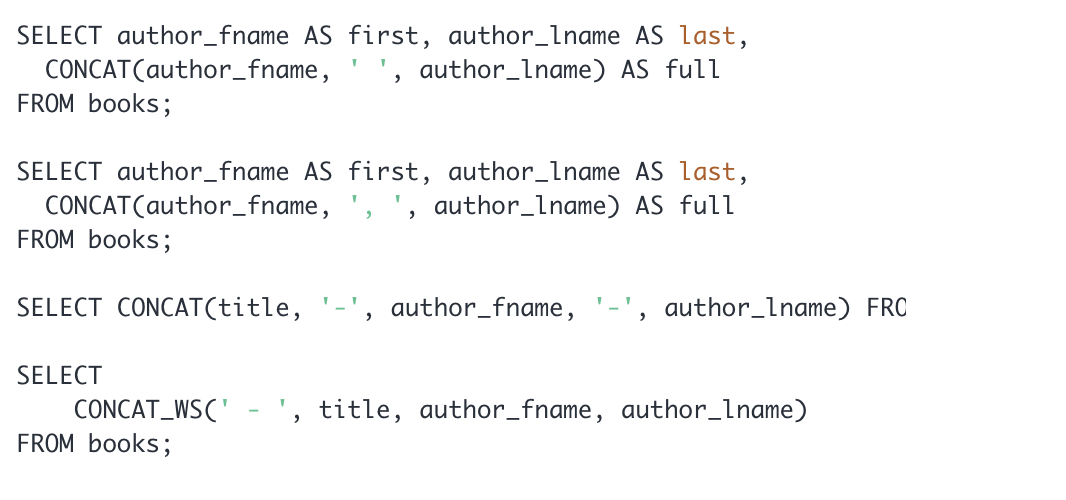 SELECT author_fname AS first, author_lname AS last,
  CONCAT(author_fname, ' ', author_lname) AS full
FROM books;

SELECT author_fname AS first, author_lname AS last,
  CONCAT(author_fname, ', ', author_lname) AS full
FROM books;

SELECT CONCAT(title, '-', author_fname, '-', author_lname) FRO

SELECT
    CONCAT_WS(' - ', title, author_fname, author_lname)
FROM books;